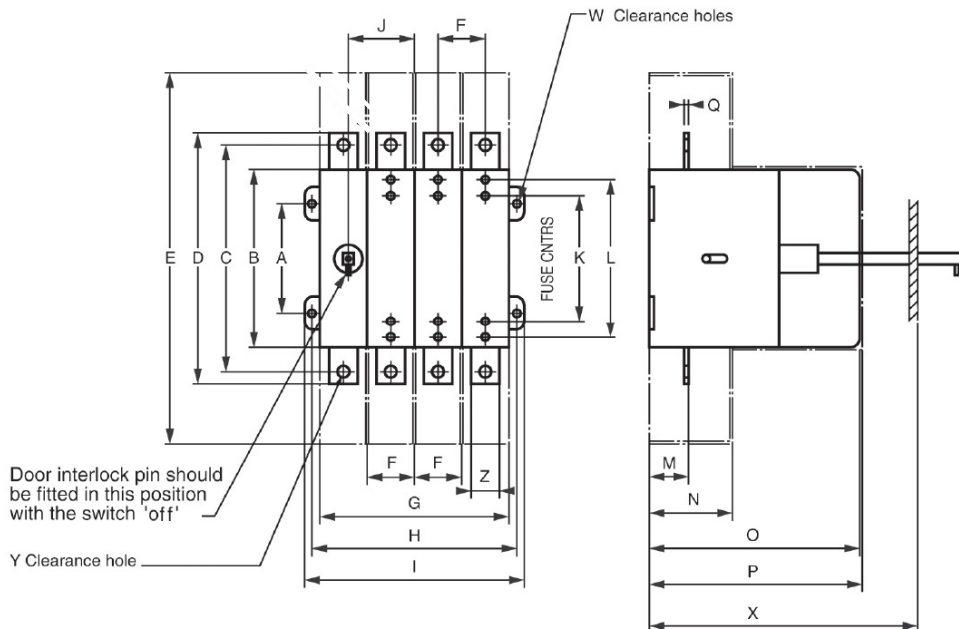 W Clearance holes
J
F
Q
E
D
C
B
A
FUSE CNTRS
K
L
M
N
O
P
X
F
F
Z
G
H
I
Door interlock pin should
be fitted in this position
with the switch 'off'
Y Clearance hole